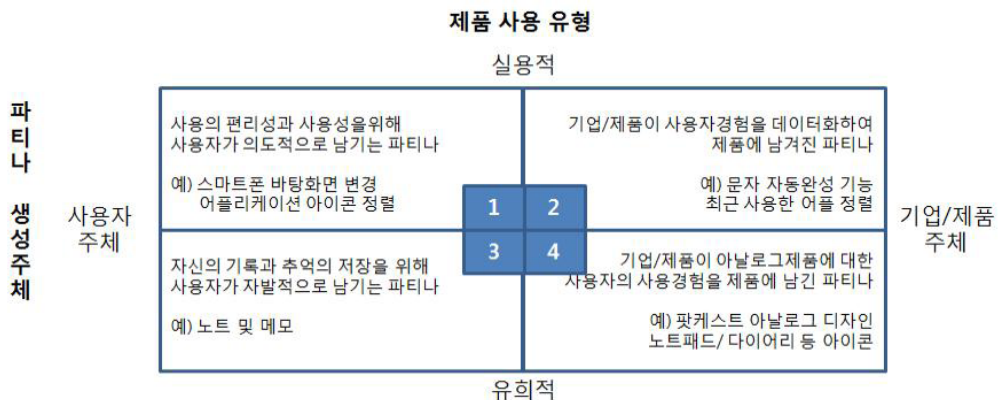 제품 사용 유형
실용적
파티나 생성주체
사용자
주체
사용의 편리성과 사용성을위해
사용자가 의도적으로 남기는 파티나
예) 스마트폰 바탕화면 변경
어플리케이션 아이콘 정렬
기업/제품이 사용자경험을 데이터화하여
제품에 남겨진 파티나
예) 문자 자동완성 기능
최근 사용한 어플 정렬
1 2
3 4
기업/제품
주체
자신의 기록과 추억의 저장을 위해
사용자가 자발적으로 남기는 파티나
예) 노트 및 메모
기업/제품이 아날로그제품에 대한
사용자의 사용경험을 제품에 남긴 파티나
예) 팟케스트 아날로그 디자인
노트패드/ 다이어리 등 아이콘
유희적